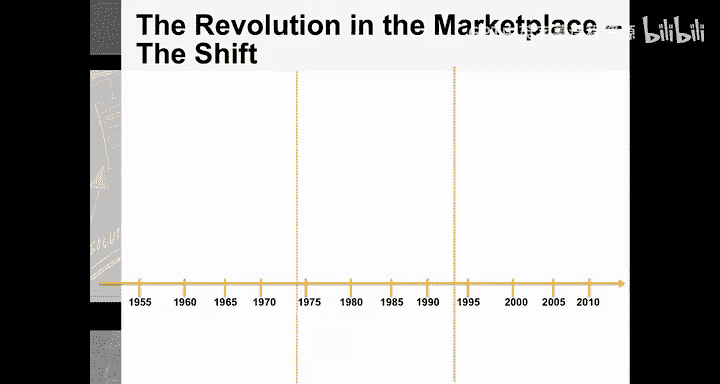 The Revolution in the Marketplace –
The Shift
bilibili
1955 1960 1965 1970 1975 1980 1985 1990 1995 2000 2005 2010